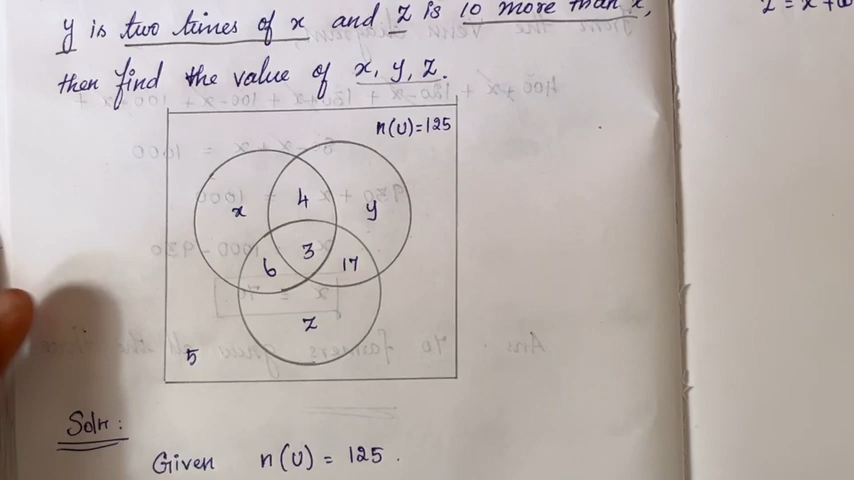 y is two times of x and z is 10 more than x,
then find the value of x, y, z.
n(U)=125
x 4 y
3
6 17
z
5
Soln:
Given n(U) = 125.